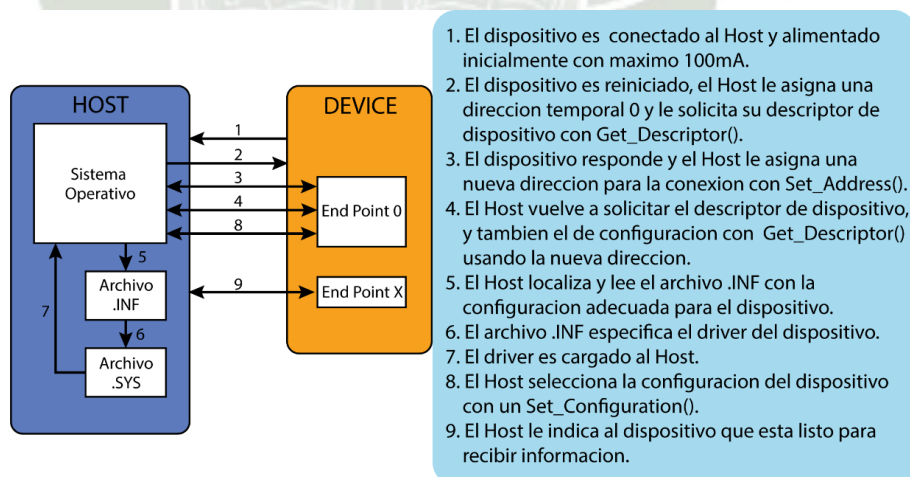 HOST
DEVICE
Sistema
Operativo
1
2
3
4
8
End Point 0
5
Archivo
.INF
9
End Point X
7
6
Archivo
.SYS
1. El dispositivo es conectado al Host y alimentado
inicialmente con maximo 100mA.
2. El dispositivo es reiniciado, el Host le asigna una
direccion temporal 0 y le solicita su descriptor de
dispositivo con Get_Descriptor().
3. El dispositivo responde y el Host le asigna una
nueva direccion para la conexion con Set_Address().
4. El Host vuelve a solicitar el descriptor de dispositivo,
y tambien el de configuracion con Get_Descriptor()
usando la nueva direccion.
5. El Host localiza y lee el archivo .INF con la
configuracion adecuada para el dispositivo.
6. El archivo .INF especifica el driver del dispositivo.
7. El driver es cargado al Host.
8. El Host selecciona la configuracion del dispositivo
con un Set_Configuration().
9. El Host le indica al dispositivo que esta listo para
recibir informacion.